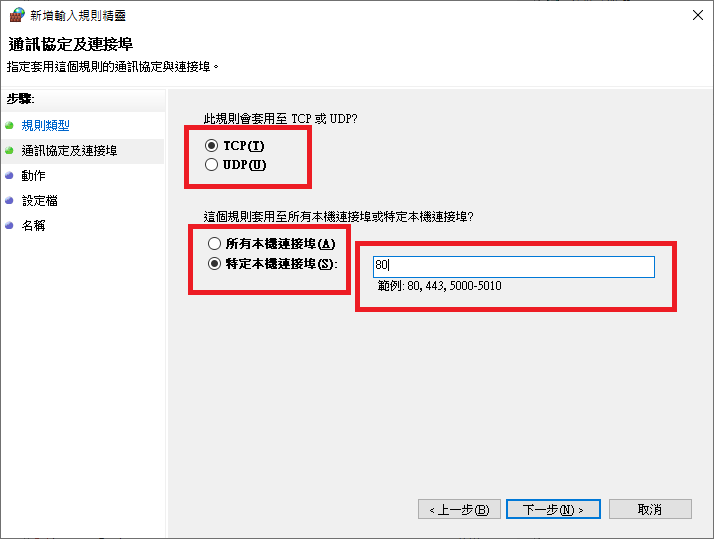 新增輸入規則精靈
通訊協定及連接埠
指定套用這個規則的通訊協定與連接埠。
步驟:
規則類型
通訊協定及連接埠
動作
設定檔
名稱
此規則會套用至 TCP 或 UDP?
TCP(T)
UDP(U)
這個規則套用至所有本機連接埠或特定本機連接埠?
所有本機連接埠(A)
特定本機連接埠(S):
80
範例: 80, 443, 5000-5010
< 上一步(B)
下一步(N) >
取消